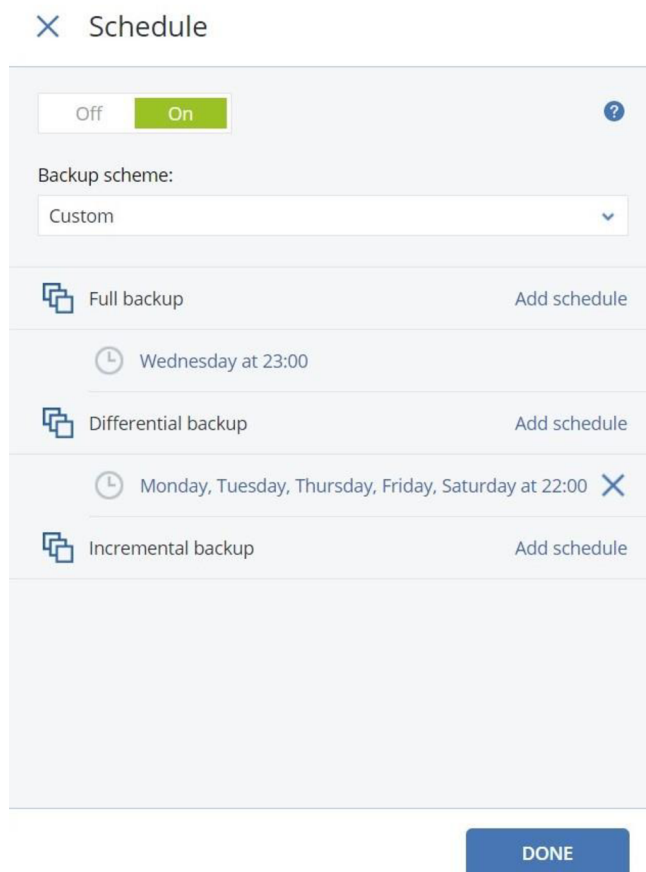 Schedule
Off On
?
Backup scheme:
Custom
Full backup Add schedule
Wednesday at 23:00
Differential backup Add schedule
Monday, Tuesday, Thursday, Friday, Saturday at 22:00
Incremental backup Add schedule
DONE